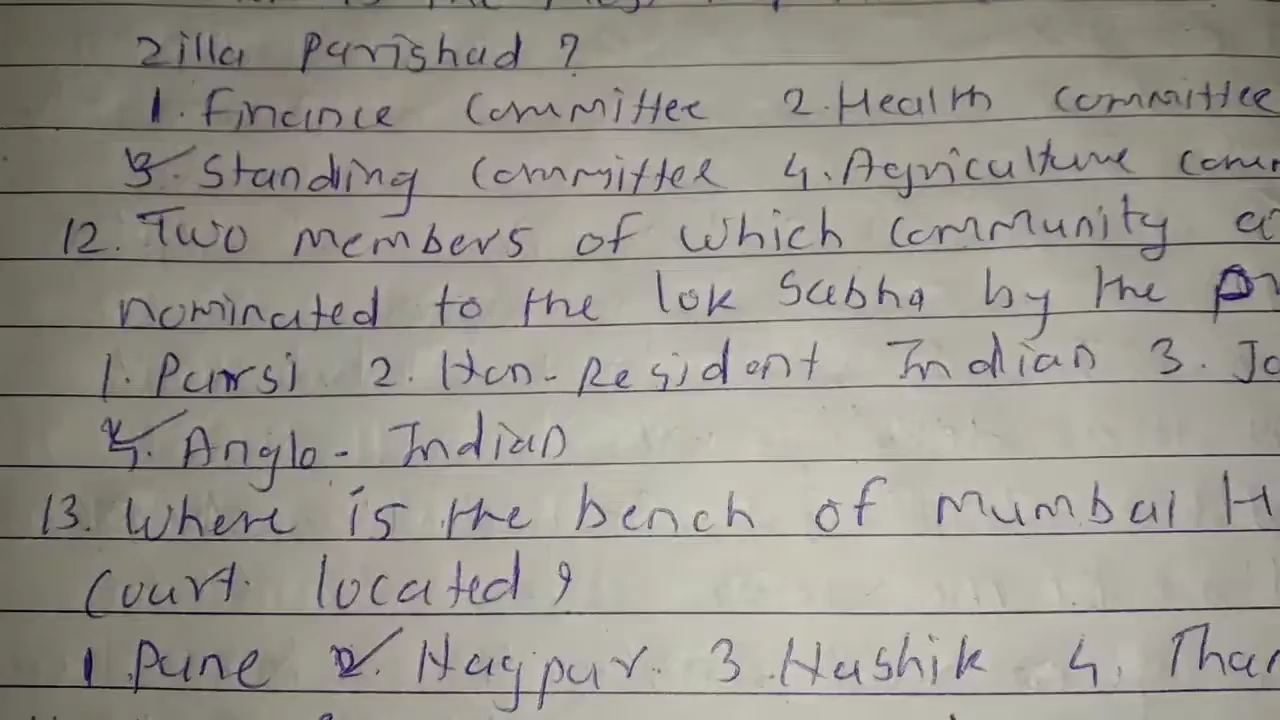 Zilla Parishad ?
1. Finance Committee 2. Health committee
3. Standing Committee 4. Agriculture
12. Two members of which community
nominated to the lok Sabha by the
1. Parsi 2. Non-Resident Indian 3.
4. Anglo-Indian
13. Where is the bench of Mumbai H
Court located ?
1 Pune 2. Nagpur. 3. Nashik 4.